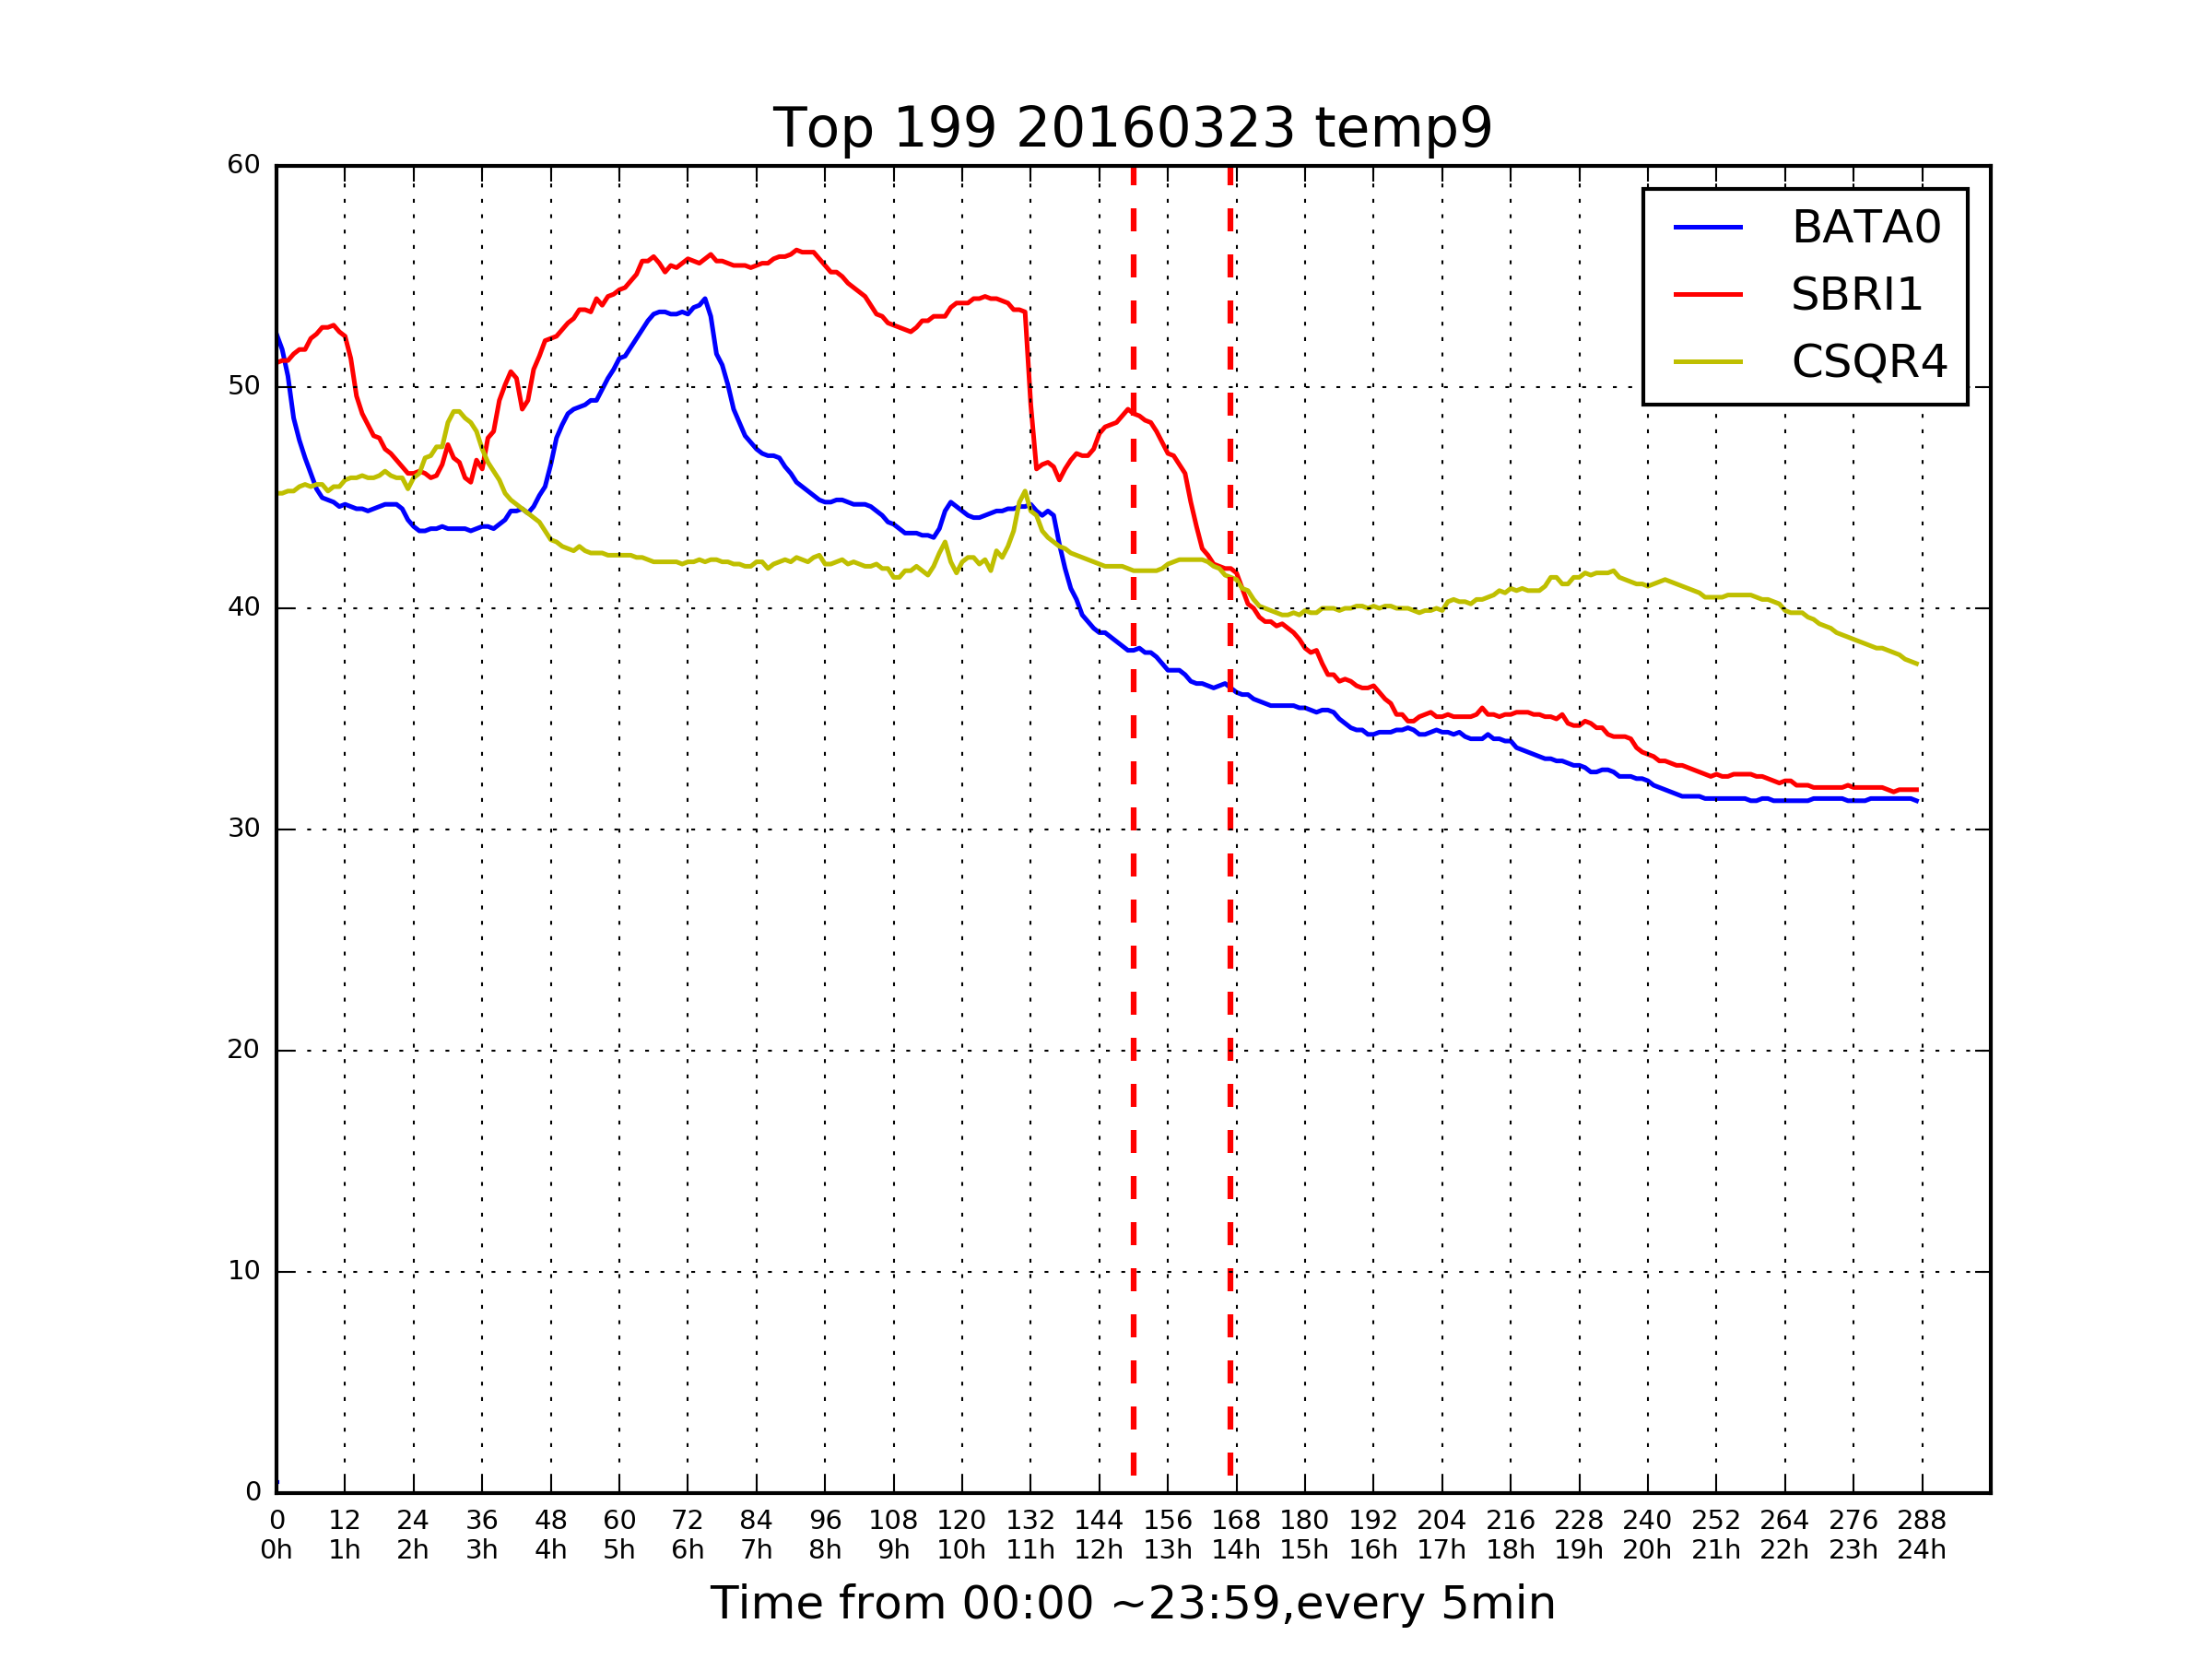 Top 199 20160323 temp9
60
50
40
30
20
10
0
BATA0
SBRI1
CSQR4
0 12 24 36 48 60 72 84 96 108 120 132 144 156 168 180 192 204 216 228 240 252 264 276 288
0h 1h 2h 3h 4h 5h 6h 7h 8h 9h 10h 11h 12h 13h 14h 15h 16h 17h 18h 19h 20h 21h 22h 23h 24h
Time from 00:00 ~23:59,every 5min